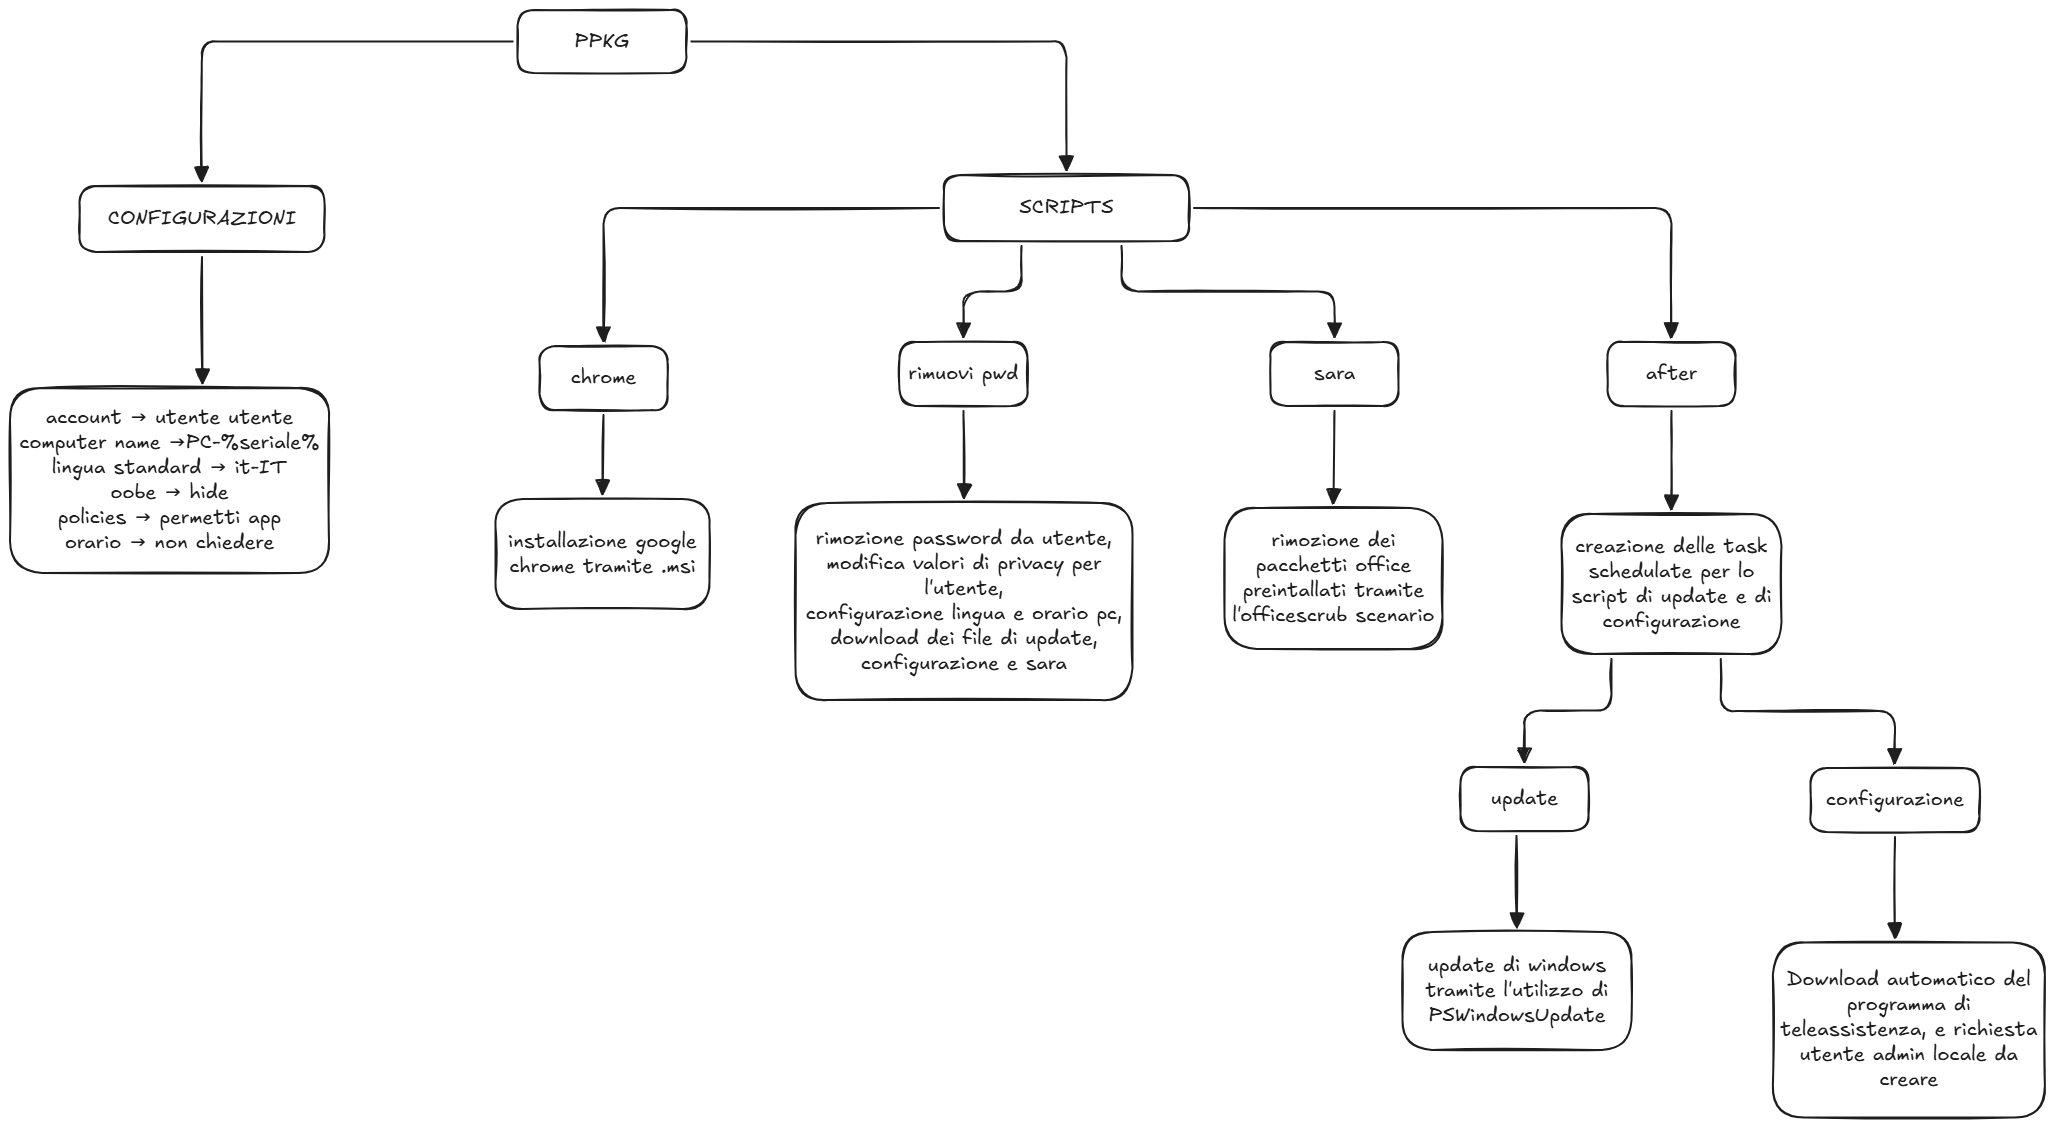 PPKG
CONFIGURAZIONI
SCRIPTS
account → utente utente
computer name →PC-%seriale%
lingua standard → it-IT
oobe → hide
policies → permetti app
orario → non chiedere
chrome
rimuovi pwd
sara
after
installazione google
chrome tramite .msi
rimozione password da utente,
modifica valori di privacy per
l'utente,
configurazione lingua e orario pc,
download dei file di update,
configurazione e sara
rimozione dei
pacchetti office
preintallati tramite
l'officescrub scenario
creazione delle task
schedulate per lo
script di update e di
configurazione
update
configurazione
update di windows
tramite l'utilizzo di
PSWindowsUpdate
Download automatico del
programma di
teleassistenza, e richiesta
utente admin locale da
creare